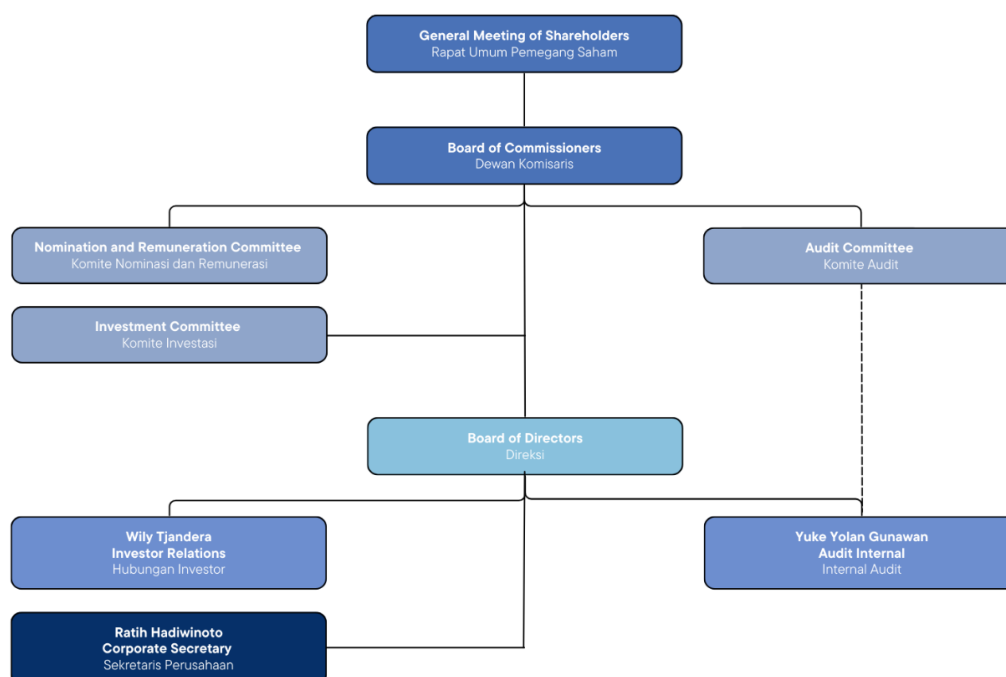 General Meeting of Shareholders
Rapat Umum Pemegang Saham
Board of Commissioners
Dewan Komisaris
Nomination and Remuneration Committee
Komite Nominasi dan Remunerasi
Audit Committee
Komite Audit
Investment Committee
Komite Investasi
Board of Directors
Direksi
Wily Tjandera
Investor Relations
Hubungan Investor
Yuke Yolan Gunawan
Audit Internal
Internal Audit
Ratih Hadiwinoto
Corporate Secretary
Sekretaris Perusahaan